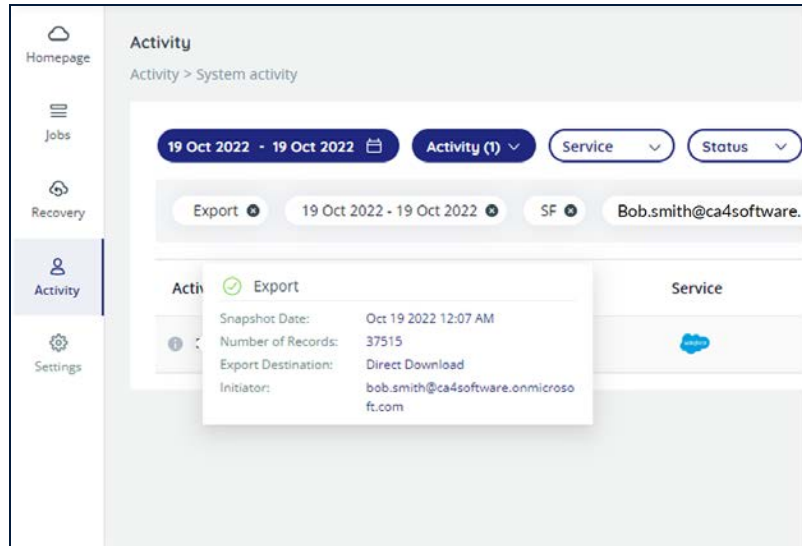 Homepage
Jobs
Recovery
Activity
Settings
Activity
Activity > System activity
19 Oct 2022 - 19 Oct 2022
Activity (1)
Service
Status
Export
19 Oct 2022 - 19 Oct 2022
SF
Bob.smith@ca4software.
Activ
Service
Export
Snapshot Date: Oct 19 2022 12:07 AM
Number of Records: 37515
Export Destination: Direct Download
Initiator: bob.smith@ca4software.onmicroso
ft.com